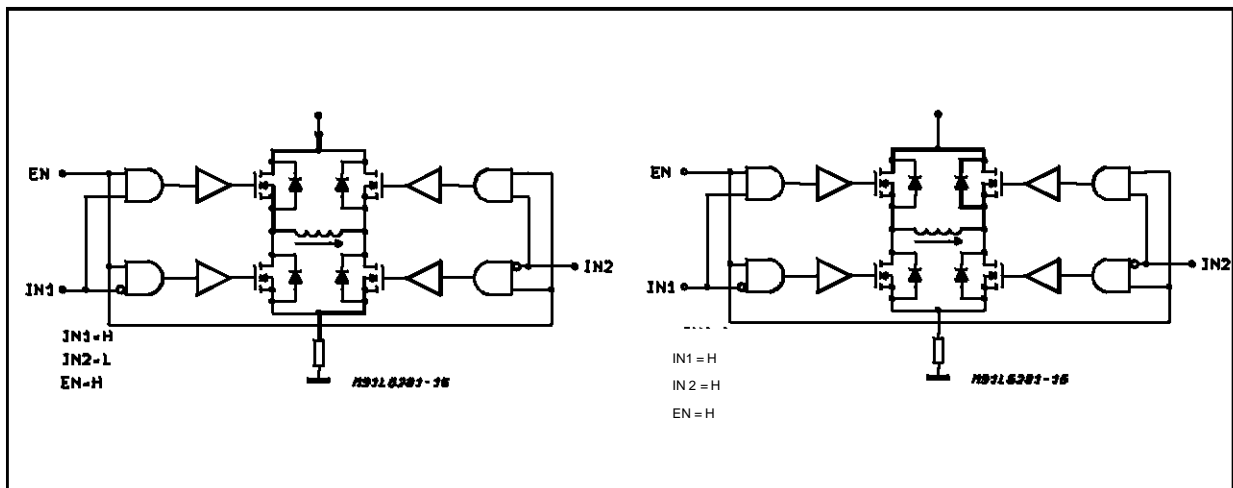 EN
IN1
IN2
IN1=H
IN2=L
EN=H
EN
IN1
IN2
IN1 = H
IN 2 = H
EN = H